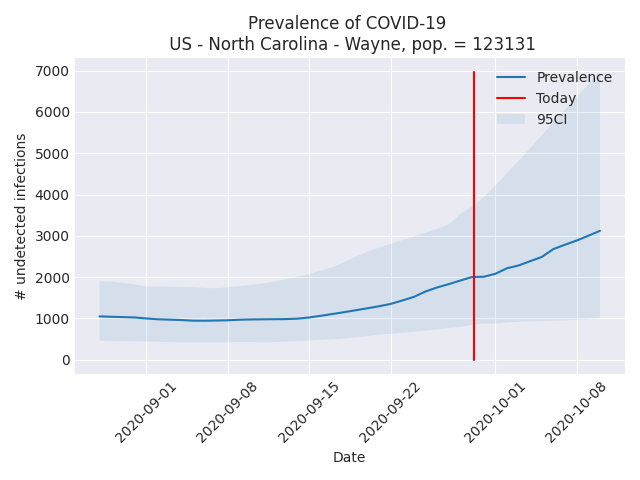 Prevalence of COVID-19
US - North Carolina - Wayne, pop. = 123131
7000
6000
5000
4000
3000
2000
1000
0
# undetected infections
Prevalence
Today
95CI
2020-09-01
2020-09-08
2020-09-15
2020-09-22
2020-10-01
2020-10-08
Date